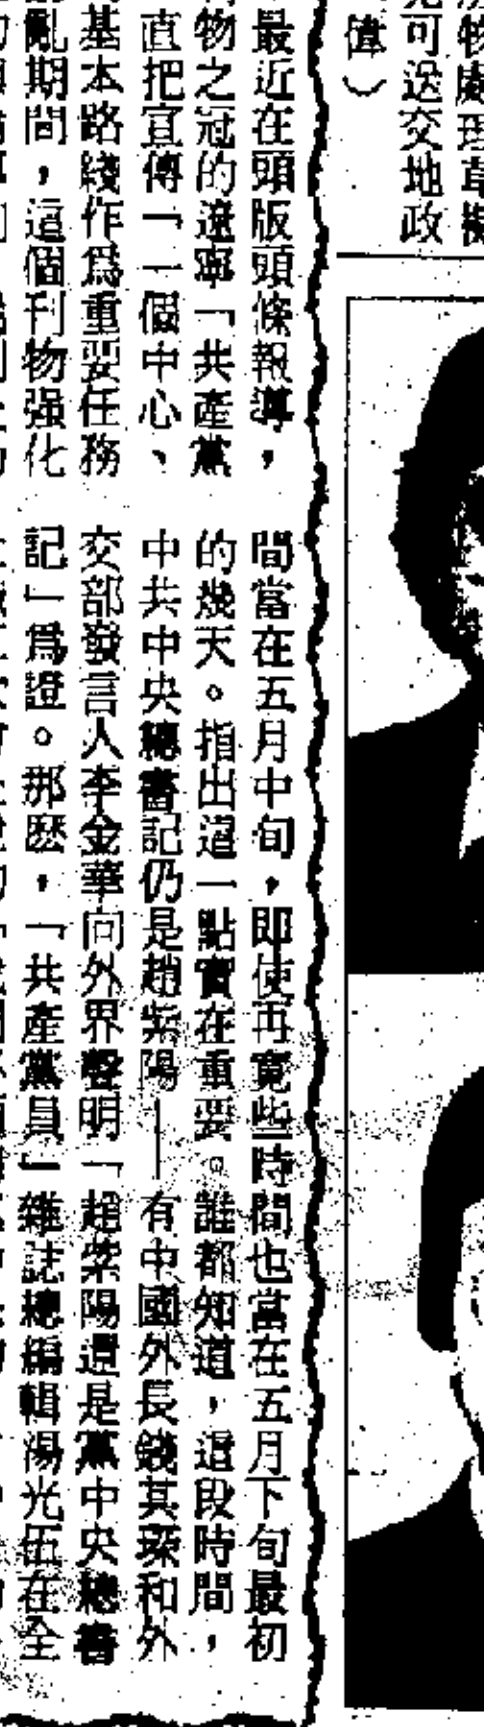 物處理草擬
可送交地政
偉）
最近在頭版頭條報導，
物之冠的遼寧「共產黨
直把宣傳「一個中心、
基本路綫作爲重要任務
亂期間，這個刊物强化
間當在五月中旬，即使再寬些時間也當在五月下旬最初
的幾天。指出這一點實在重要。誰都知道，這段時間，
中共中央總書記仍是趙紫陽——有中國外長錢其琛和外
交部發言人李金華向外界聲明「趙紫陽還是黨中央總書
記」爲證。那麽，「共產黨員」雜誌總編輯湯光伍在全